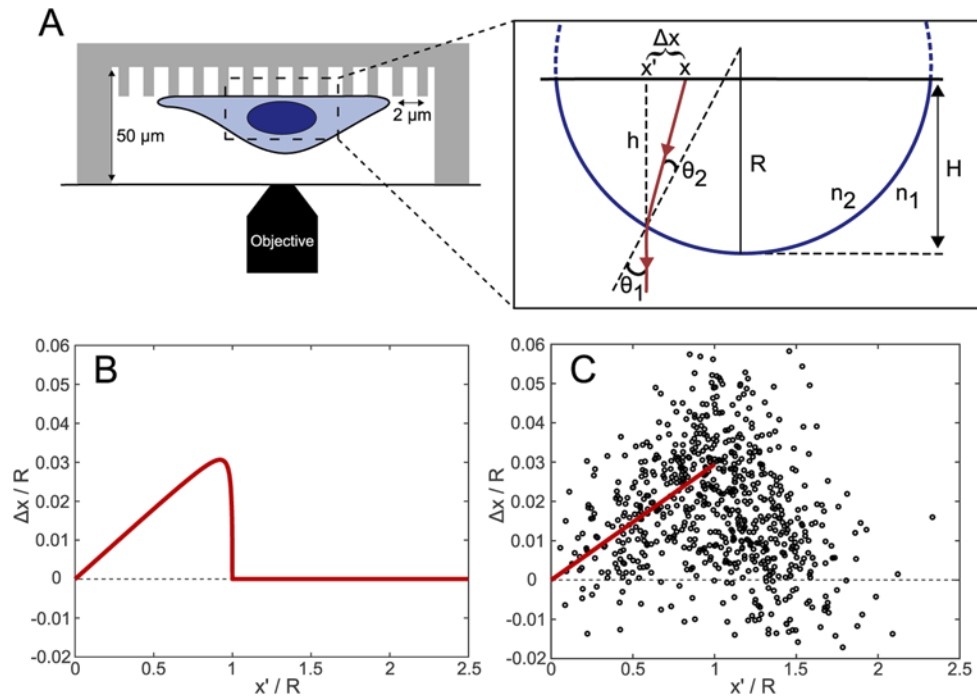 A
50 μm
2 μm
Objective
Δx
x' x
h
θ2
R
n2 n1
H
θ1
B
Δx / R
0.06
0.05
0.04
0.03
0.02
0.01
0
-0.01
-0.02
0 0.5 1 1.5 2 2.5
x' / R
C
Δx / R
0.06
0.05
0.04
0.03
0.02
0.01
0
-0.01
-0.02
0 0.5 1 1.5 2 2.5
x' / R